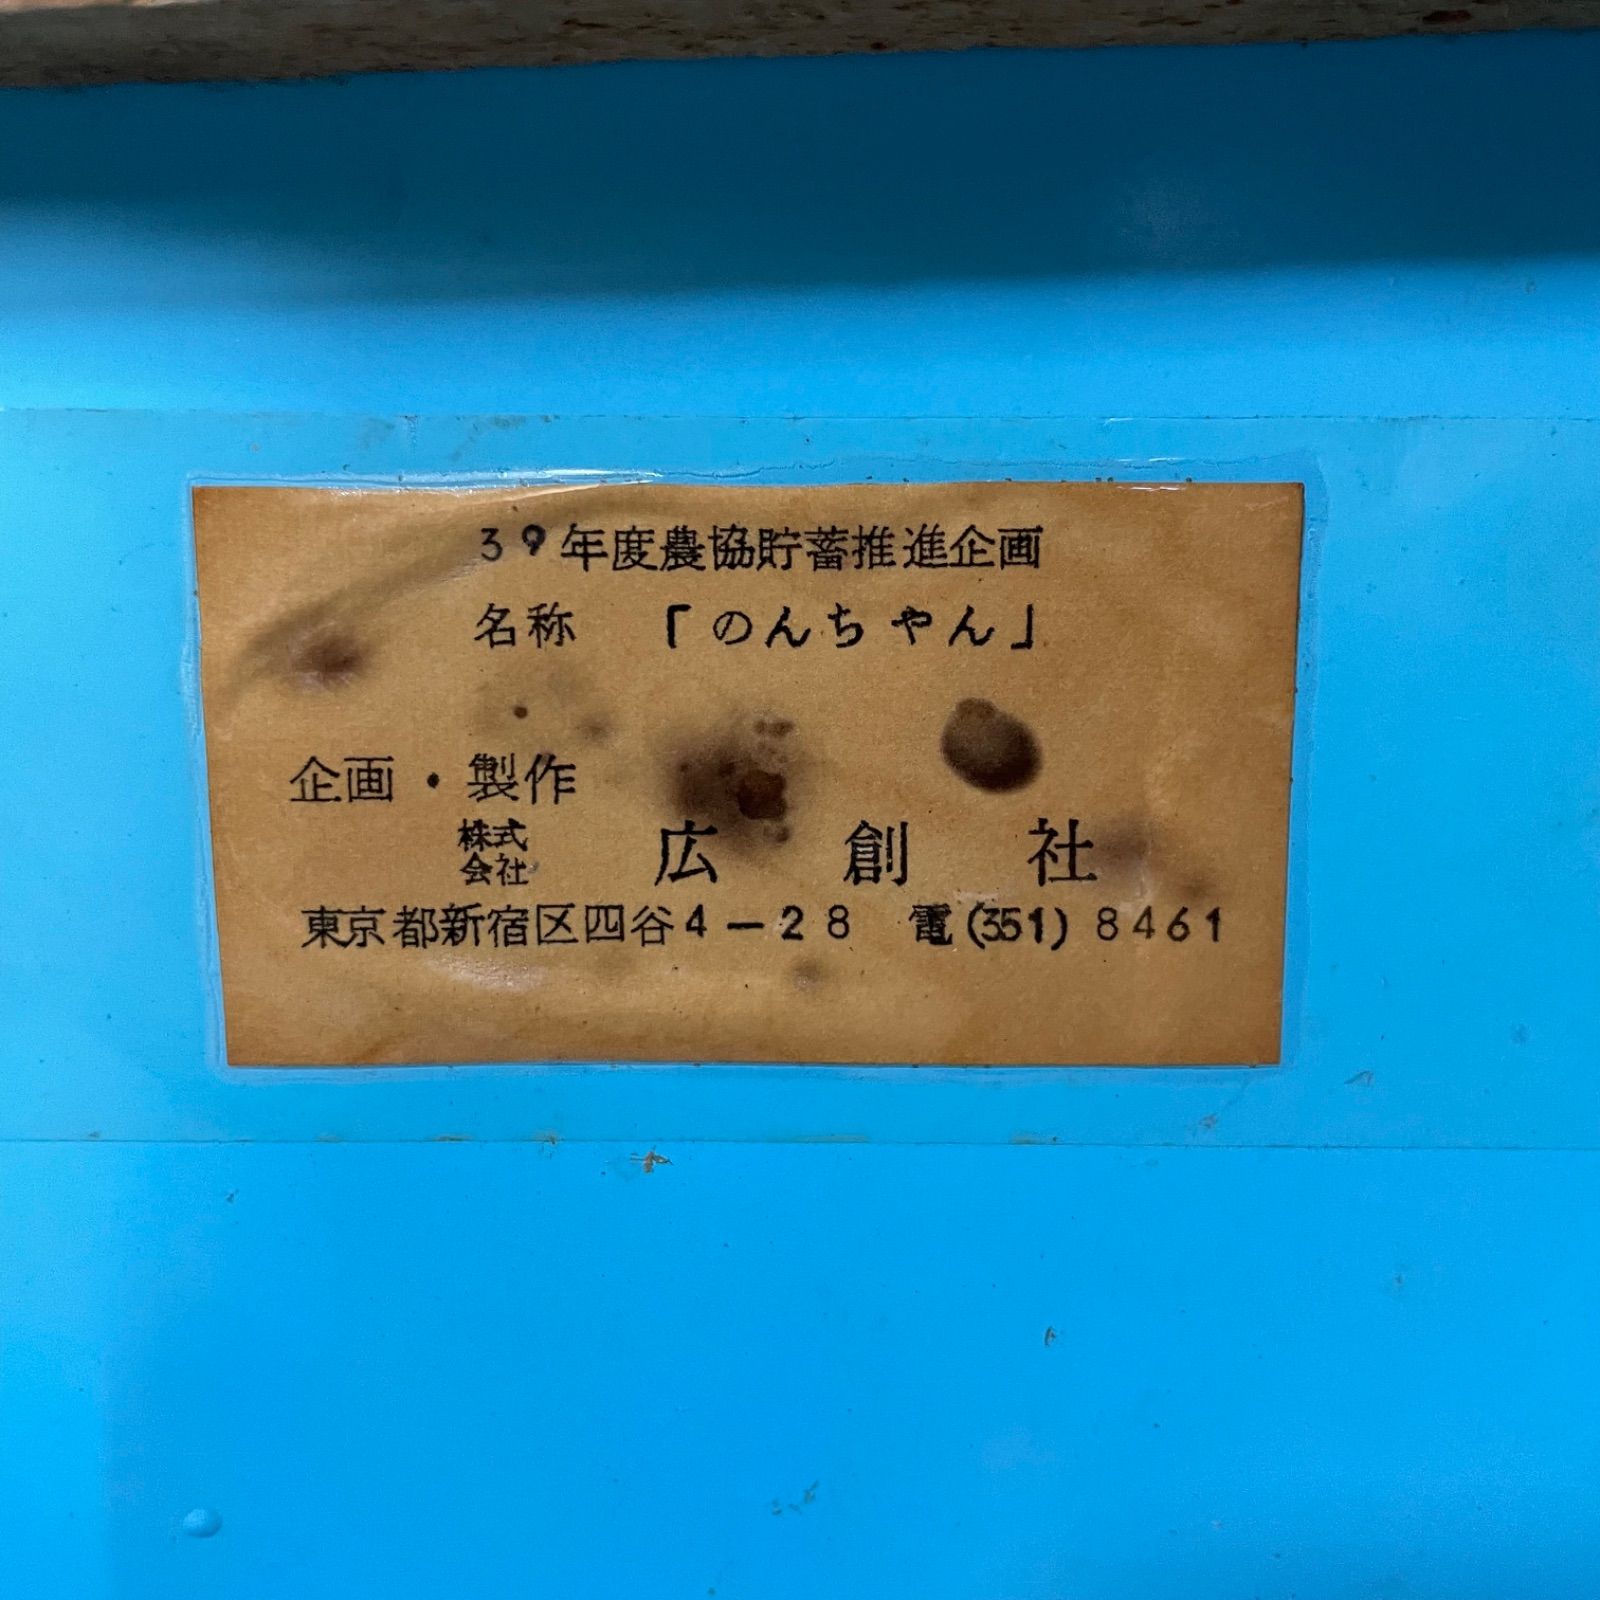 39年度農協貯蓄推進企画
名称 「のんちゃん」
企画・製作
株式会社 広創社
東京都新宿区四谷4-28 電(351)8461